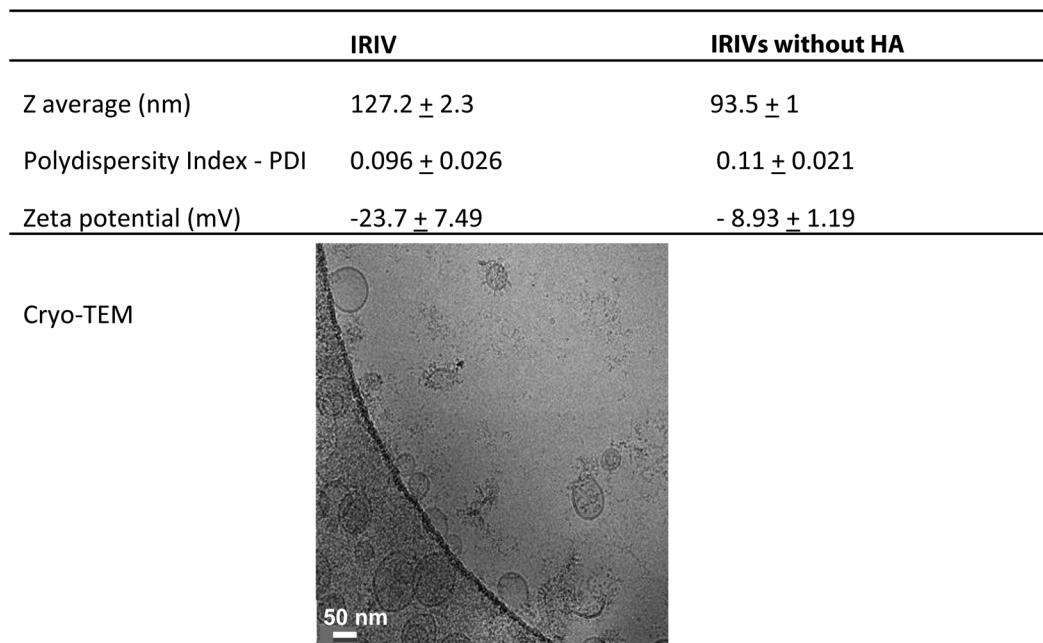 IRIV IRIVs without HA
Z average (nm) 127.2 ± 2.3 93.5 ± 1
Polydispersity Index - PDI 0.096 ± 0.026 0.11 ± 0.021
Zeta potential (mV) -23.7 ± 7.49 - 8.93 ± 1.19
Cryo-TEM
50 nm